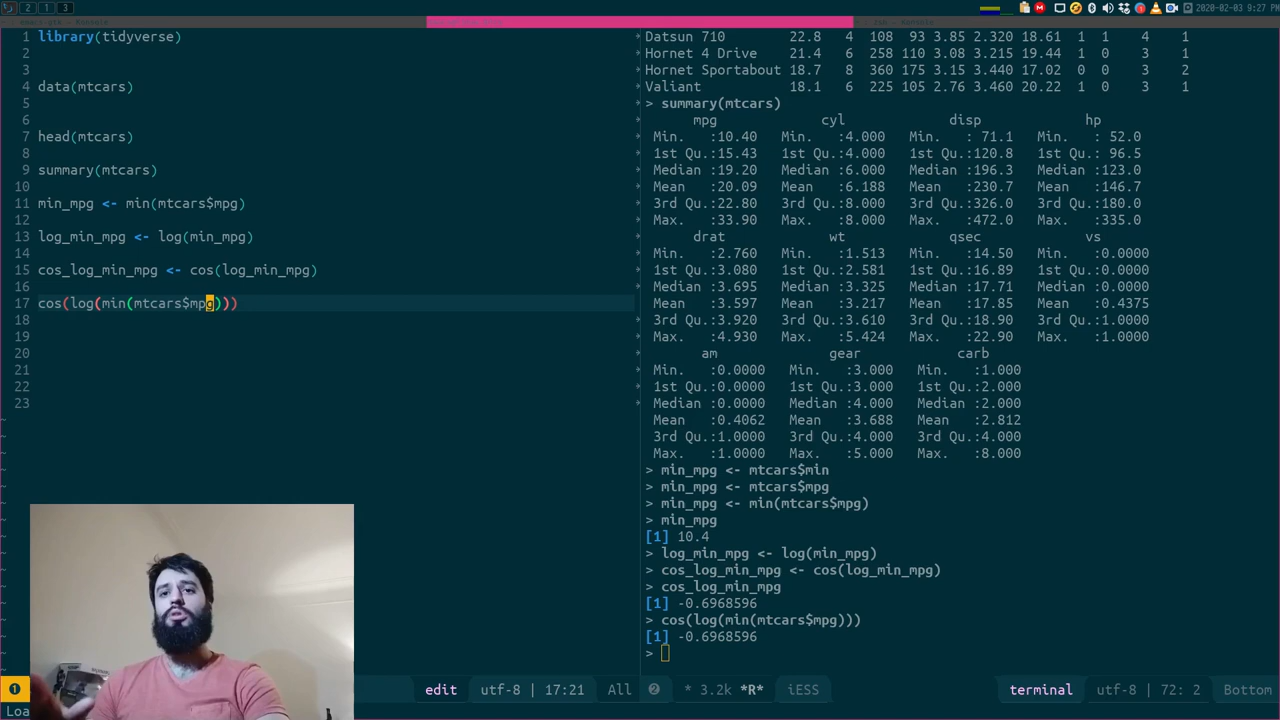 2 1 3
2020-02-03 9:27 PM
1 library(tidyverse)
2
3
4 data(mtcars)
5
6
7 head(mtcars)
8
9 summary(mtcars)
10
11 min_mpg <- min(mtcars$mpg)
12
13 log_min_mpg <- log(min_mpg)
14
15 cos_log_min_mpg <- cos(log_min_mpg)
16
17 cos(log(min(mtcars$mpg)))
18
19
20
21
22
23
Datsun 710 22.8 4 108 93 3.85 2.320 18.61 1 1 4 1
Hornet 4 Drive 21.4 6 258 110 3.08 3.215 19.44 1 0 3 1
Hornet Sportabout 18.7 8 360 175 3.15 3.440 17.02 0 0 3 2
Valiant 18.1 6 225 105 2.76 3.460 20.22 1 0 3 1
> summary(mtcars)
mpg cyl disp hp
Min. :10.40 Min. :4.000 Min. : 71.1 Min. : 52.0
1st Qu.:15.43 1st Qu.:4.000 1st Qu.:120.8 1st Qu.: 96.5
Median :19.20 Median :6.000 Median :196.3 Median :123.0
Mean :20.09 Mean :6.188 Mean :230.7 Mean :146.7
3rd Qu.:22.80 3rd Qu.:8.000 3rd Qu.:326.0 3rd Qu.:180.0
Max. :33.90 Max. :8.000 Max. :472.0 Max. :335.0
drat wt qsec vs
Min. :2.760 Min. :1.513 Min. :14.50 Min. :0.0000
1st Qu.:3.080 1st Qu.:2.581 1st Qu.:16.89 1st Qu.:0.0000
Median :3.695 Median :3.325 Median :17.71 Median :0.0000
Mean :3.597 Mean :3.217 Mean :17.85 Mean :0.4375
3rd Qu.:3.920 3rd Qu.:3.610 3rd Qu.:18.90 3rd Qu.:1.0000
Max. :4.930 Max. :5.424 Max. :22.90 Max. :1.0000
am gear carb
Min. :0.0000 Min. :3.000 Min. :1.000
1st Qu.:0.0000 1st Qu.:3.000 1st Qu.:2.000
Median :0.0000 Median :4.000 Median :2.000
Mean :0.4062 Mean :3.688 Mean :2.812
3rd Qu.:1.0000 3rd Qu.:4.000 3rd Qu.:4.000
Max. :1.0000 Max. :5.000 Max. :8.000
> min_mpg <- mtcars$min
> min_mpg <- mtcars$mpg
> min_mpg <- min(mtcars$mpg)
> min_mpg
[1] 10.4
> log_min_mpg <- log(min_mpg)
> cos_log_min_mpg <- cos(log_min_mpg)
> cos_log_min_mpg
[1] -0.6968596
> cos(log(min(mtcars$mpg)))
[1] -0.6968596
>
1 edit utf-8 | 17:21 All 2 * 3.2k *R* iESS terminal utf-8 | 72: 2 Bottom
Loa